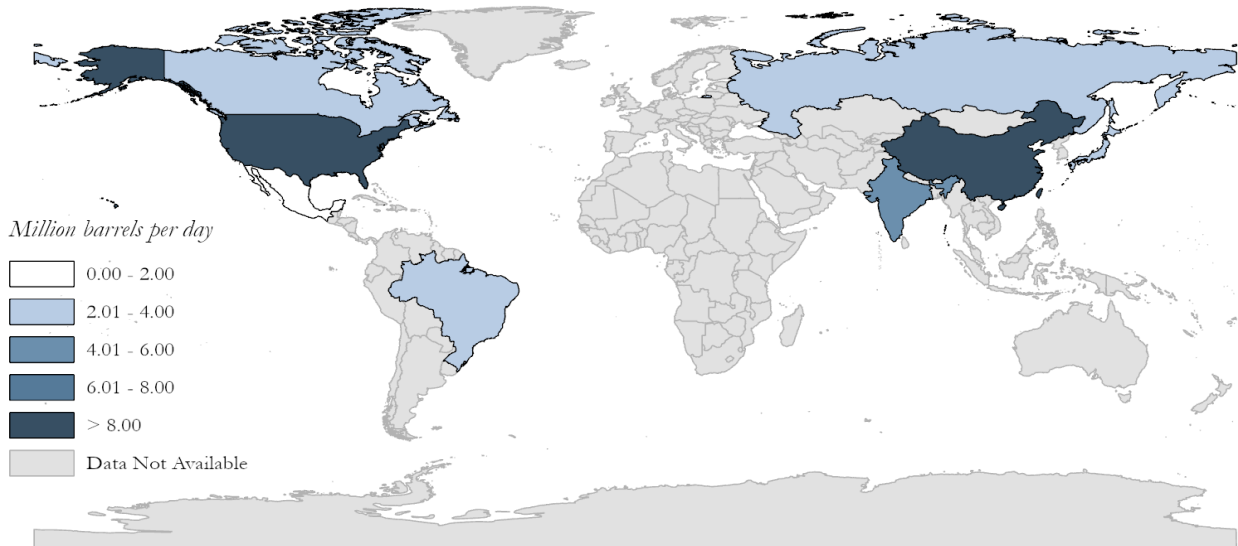 Million barrels per day
0.00 - 2.00
2.01 - 4.00
4.01 - 6.00
6.01 - 8.00
> 8.00
Data Not Available